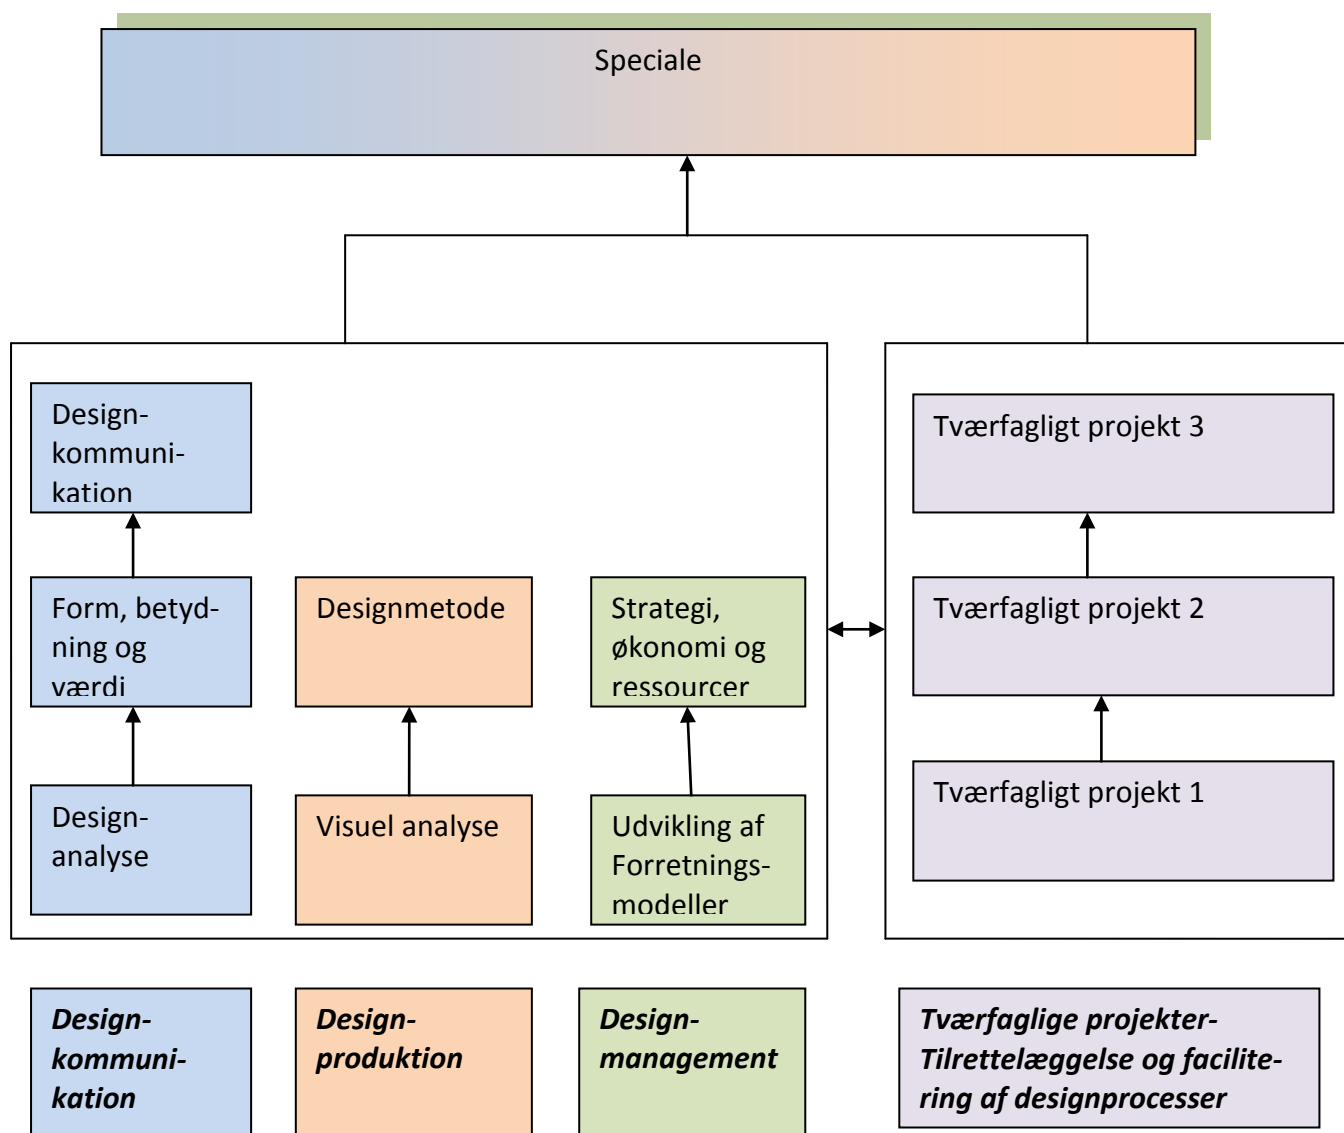 Speciale
Design-
kommuni-
kation
Form, betyd-
ning og
værdi
Design-
analyse
Designmetode
Visuel analyse
Strategi,
økonomi og
ressourcer
Udvikling af
Forretnings-
modeller
Tværfagligt projekt 3
Tværfagligt projekt 2
Tværfagligt projekt 1
Design-
kommuni-
kation
Design-
produktion
Design-
management
Tværfaglige projekter-
Tilrettelæggelse og facilite-
ring af designprocesser